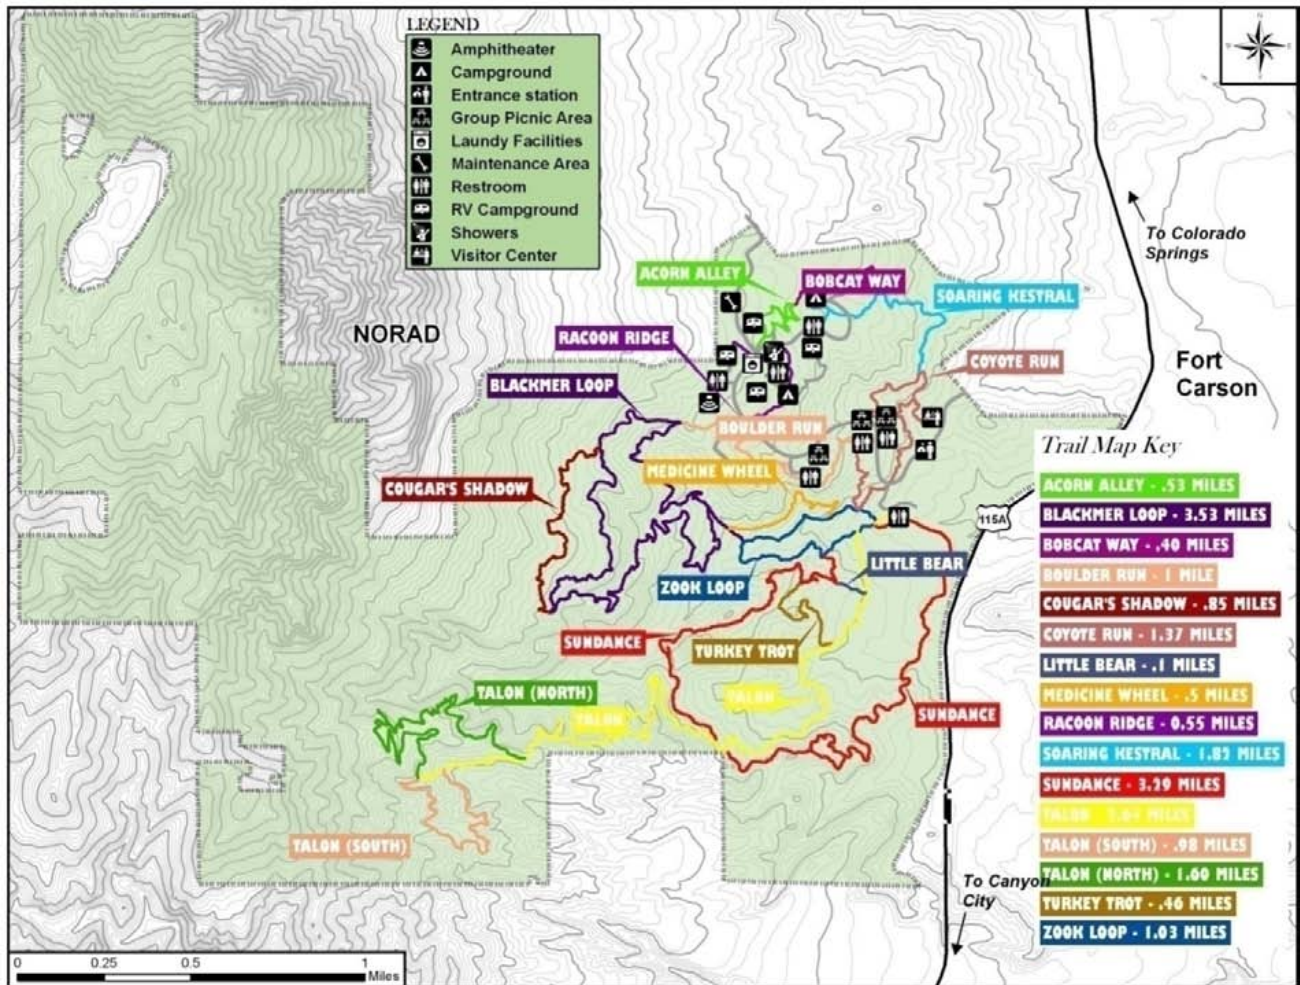 LEGEND
Amphitheater
Campground
Entrance station
Group Picnic Area
Laundy Facilities
Maintenance Area
Restroom
RV Campground
Showers
Visitor Center
To Colorado
Springs
ACORN ALLEY
BOBCAT WAY
SOARING KESTRAL
NORAD
RACOON RIDGE
COYOTE RUN
Fort
Carson
BLACKMER LOOP
BOULDER RUN
MEDICINE WHEEL
COUGAR'S SHADOW
115A
LITTLE BEAR
ZOOK LOOP
SUNDANCE
TURKEY TROT
TALON (NORTH)
TALON
TALON
SUNDANCE
TALON (SOUTH)
To Canyon
City
Trail Map Key
ACORN ALLEY - .53 MILES
BLACKMER LOOP - 3.53 MILES
BOBCAT WAY - .40 MILES
BOULDER RUN - 1 MILE
COUGAR'S SHADOW - .85 MILES
COYOTE RUN - 1.37 MILES
LITTLE BEAR - .1 MILES
MEDICINE WHEEL - .5 MILES
RACOON RIDGE - 0.55 MILES
SOARING KESTRAL - MILES
SUNDANCE - 3.29 MILES
TALON - MILES
TALON (SOUTH) - .98 MILES
TALON (NORTH) - 1.60 MILES
TURKEY TROT - .46 MILES
ZOOK LOOP - 1.03 MILES
0 0.25 0.5 1
Miles